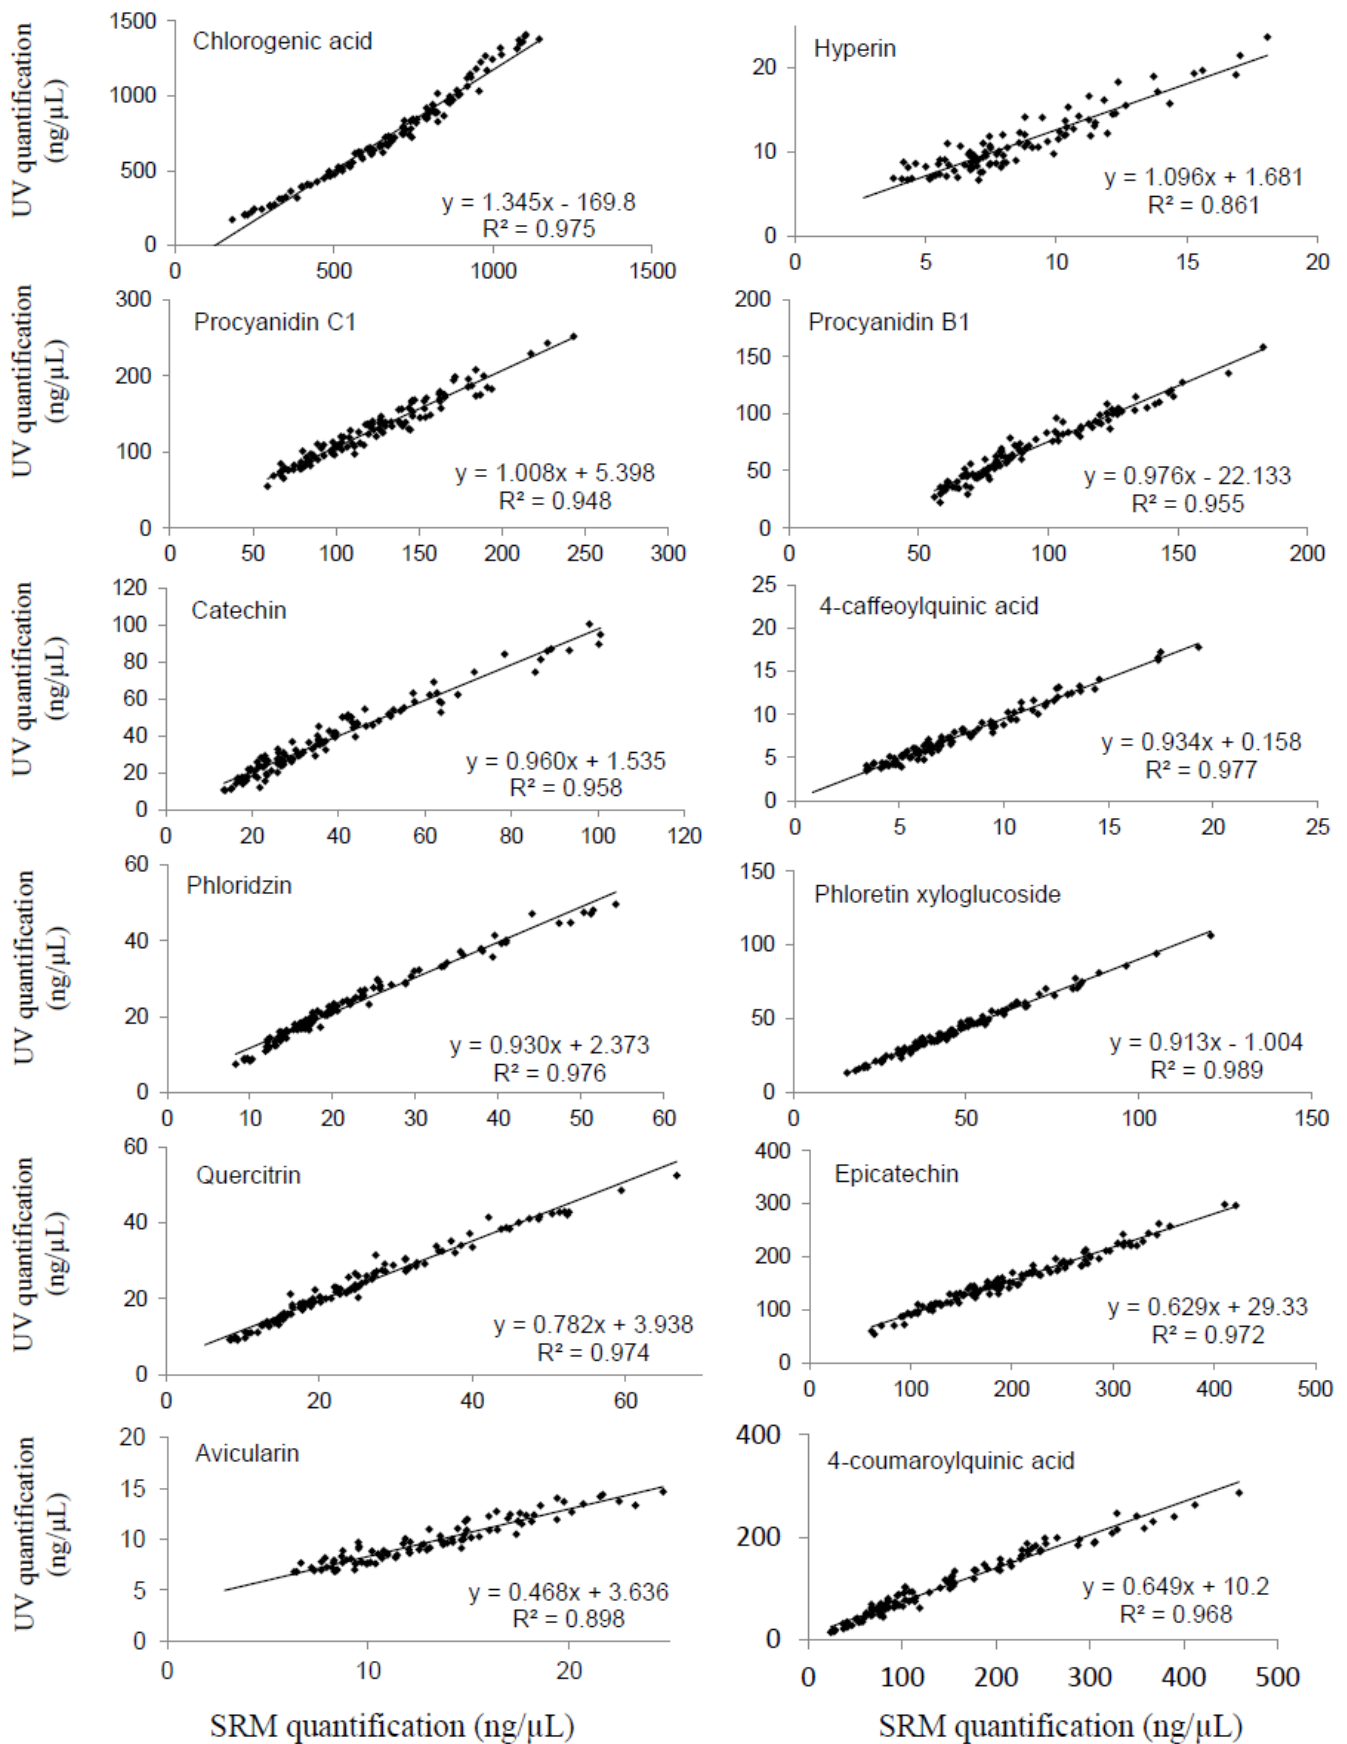 UV quantification
(ng/µL)
1500
1000
500
0
Chlorogenic acid
y = 1.345x - 169.8
R² = 0.975
0 500 1000 1500
20
10
0
Hyperin
y = 1.096x + 1.681
R² = 0.861
0 5 10 15 20
UV quantification
(ng/µL)
300
200
100
0
Procyanidin C1
y = 1.008x + 5.398
R² = 0.948
0 50 100 150 200 250 300
200
150
100
50
0
Procyanidin B1
y = 0.976x - 22.133
R² = 0.955
0 50 100 150 200
UV quantification
(ng/µL)
120
100
80
60
40
20
0
Catechin
y = 0.960x + 1.535
R² = 0.958
0 20 40 60 80 100 120
25
20
15
10
5
0
4-caffeoylquinic acid
y = 0.934x + 0.158
R² = 0.977
0 5 10 15 20 25
UV quantification
(ng/µL)
60
40
20
0
Phloridzin
y = 0.930x + 2.373
R² = 0.976
0 10 20 30 40 50 60
150
100
50
0
Phloretin xyloglucoside
y = 0.913x - 1.004
R² = 0.989
0 50 100 150
UV quantification
(ng/µL)
60
40
20
0
Quercitrin
y = 0.782x + 3.938
R² = 0.974
0 20 40 60
400
300
200
100
0
Epicatechin
y = 0.629x + 29.33
R² = 0.972
0 100 200 300 400 500
UV quantification
(ng/µL)
20
15
10
5
0
Avicularin
y = 0.468x + 3.636
R² = 0.898
0 10 20
400
200
0
4-coumaroylquinic acid
y = 0.649x + 10.2
R² = 0.968
0 100 200 300 400 500
SRM quantification (ng/µL)
SRM quantification (ng/µL)